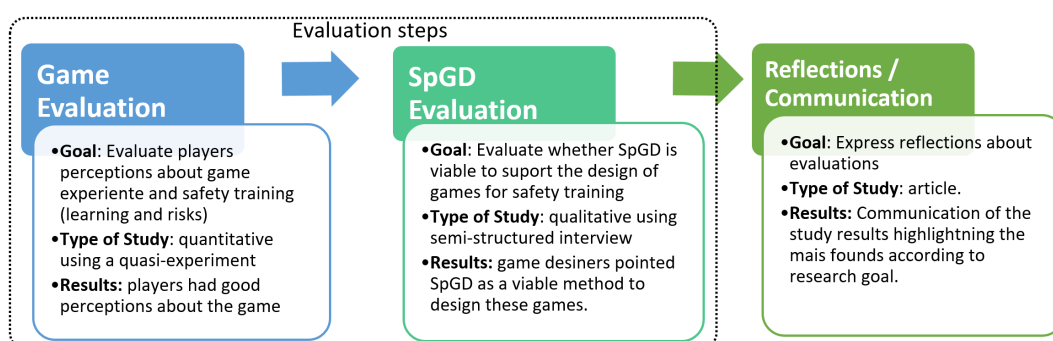 Evaluation steps
Game
Evaluation
•Goal: Evaluate players
perceptions about game
experiente and safety training
(learning and risks)
•Type of Study: quantitative
using a quasi-experiment
•Results: players had good
perceptions about the game
SpGD
Evaluation
•Goal: Evaluate whether SpGD is
viable to suport the design of
games for safety training
•Type of Study: qualitative using
semi-structured interview
•Results: game desiners pointed
SpGD as a viable method to
design these games.
Reflections /
Communication
•Goal: Express reflections about
evaluations
•Type of Study: article.
•Results: Communication of the
study results highlightning the
mais founds according to
research goal.